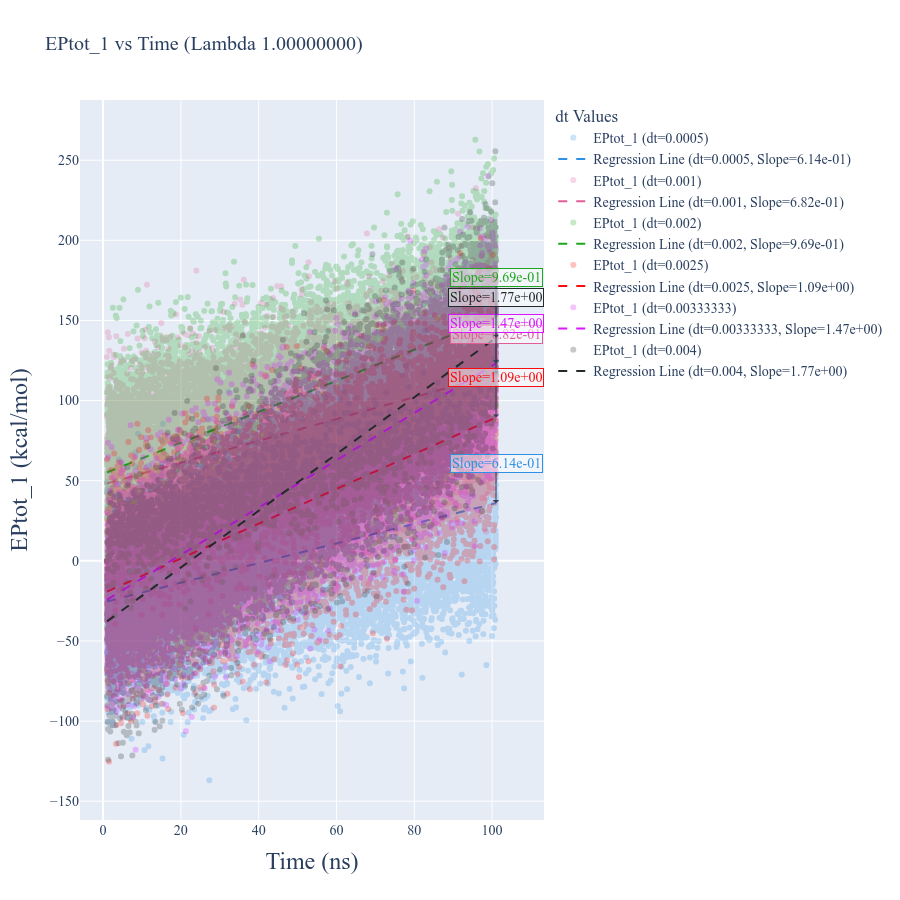 EPtot_1 vs Time (Lambda 1.00000000)
EPtot_1 (kcal/mol)
250
200
150
100
50
0
−50
−100
−150
0
20
40
60
80
100
Time (ns)
Slope=9.69e-01
Slope=1.77e+00
Slope=1.47e+00
Slope=6.82e-01
Slope=1.09e+00
Slope=6.14e-01
dt Values
EPtot_1 (dt=0.0005)
Regression Line (dt=0.0005, Slope=6.14e-01)
EPtot_1 (dt=0.001)
Regression Line (dt=0.001, Slope=6.82e-01)
EPtot_1 (dt=0.002)
Regression Line (dt=0.002, Slope=9.69e-01)
EPtot_1 (dt=0.0025)
Regression Line (dt=0.0025, Slope=1.09e+00)
EPtot_1 (dt=0.00333333)
Regression Line (dt=0.00333333, Slope=1.47e+00)
EPtot_1 (dt=0.004)
Regression Line (dt=0.004, Slope=1.77e+00)